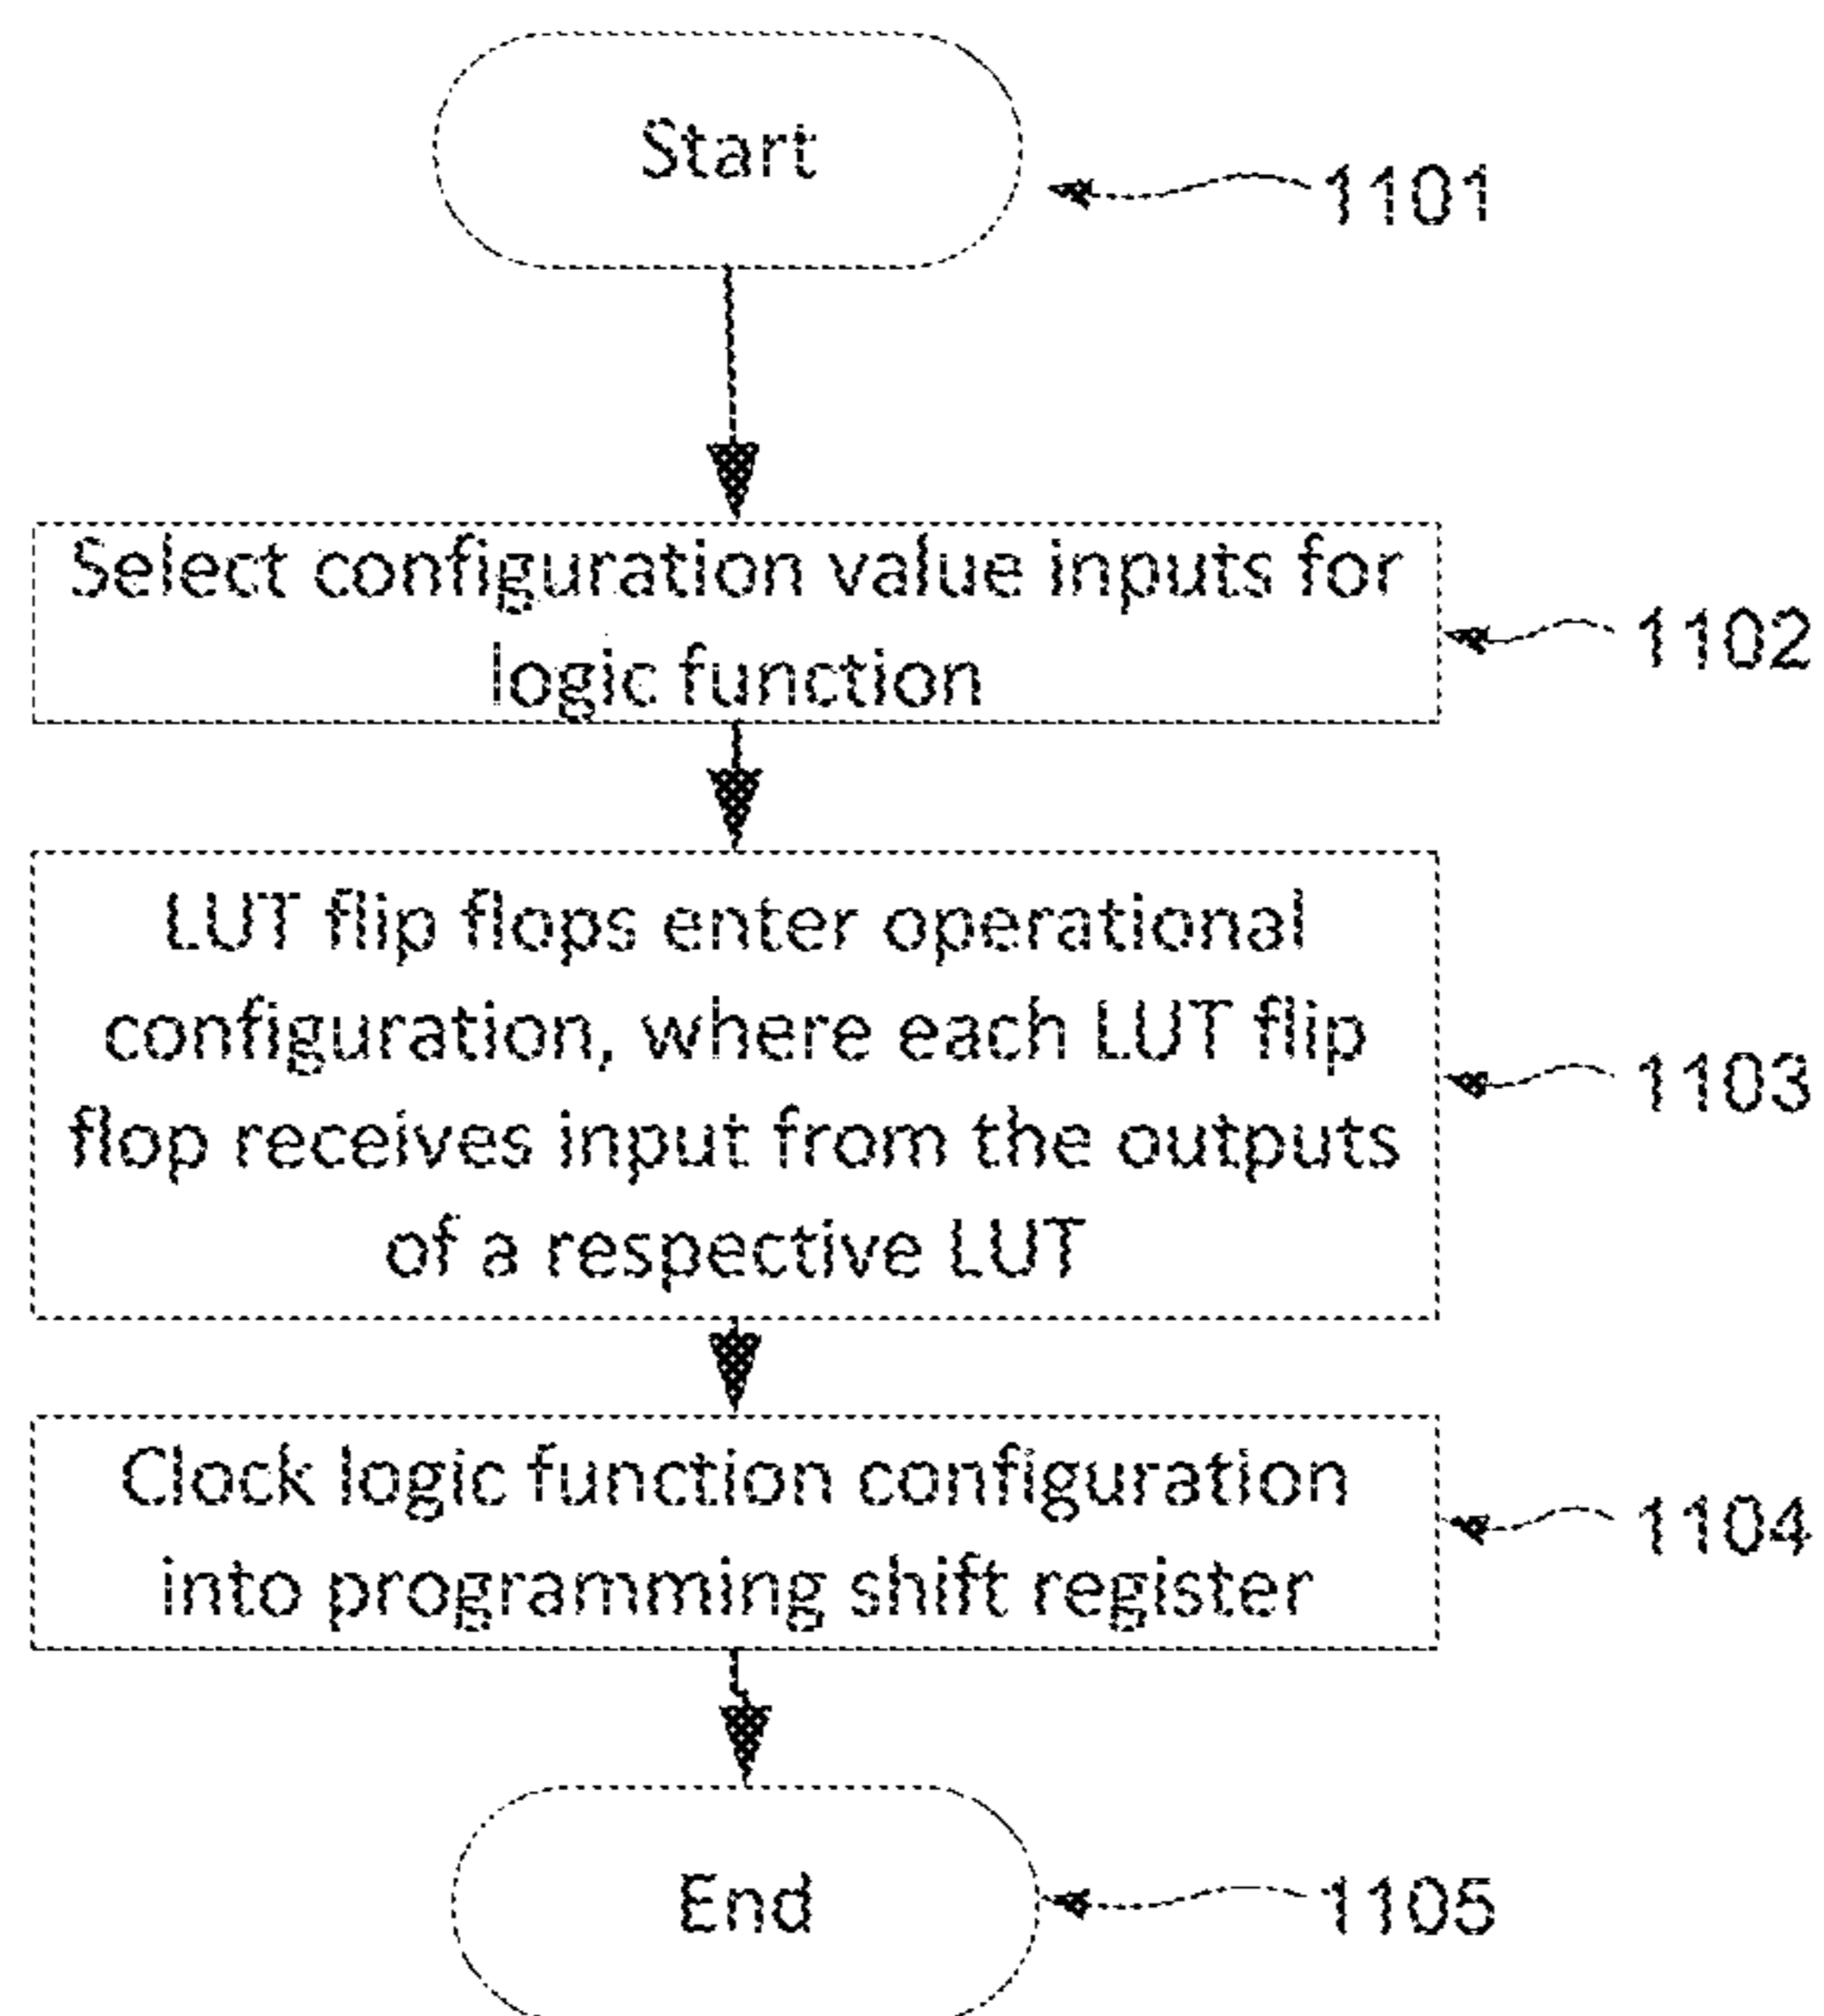 Start
1101
Select configuration value inputs for
logic function
1102
LUT flip flops enter operational
configuration, where each LUT flip
flop receives input from the outputs
of a respective LUT
1103
Clock logic function configuration
into programming shift register
1104
End
1105